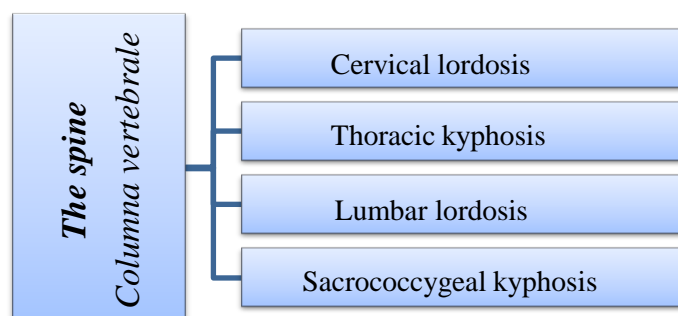 The spine
Columna vertebrale
Cervical lordosis
Thoracic kyphosis
Lumbar lordosis
Sacrococcygeal kyphosis